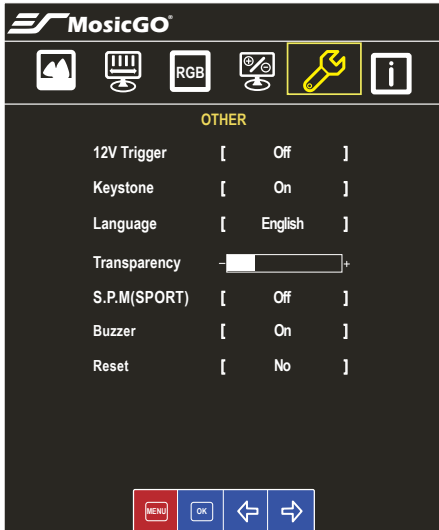 MosicGO®
RGB
i
OTHER
12V Trigger [ Off ]
Keystone [ On ]
Language [ English ]
Transparency - +
S.P.M(SPORT) [ Off ]
Buzzer [ On ]
Reset [ No ]
MENU OK